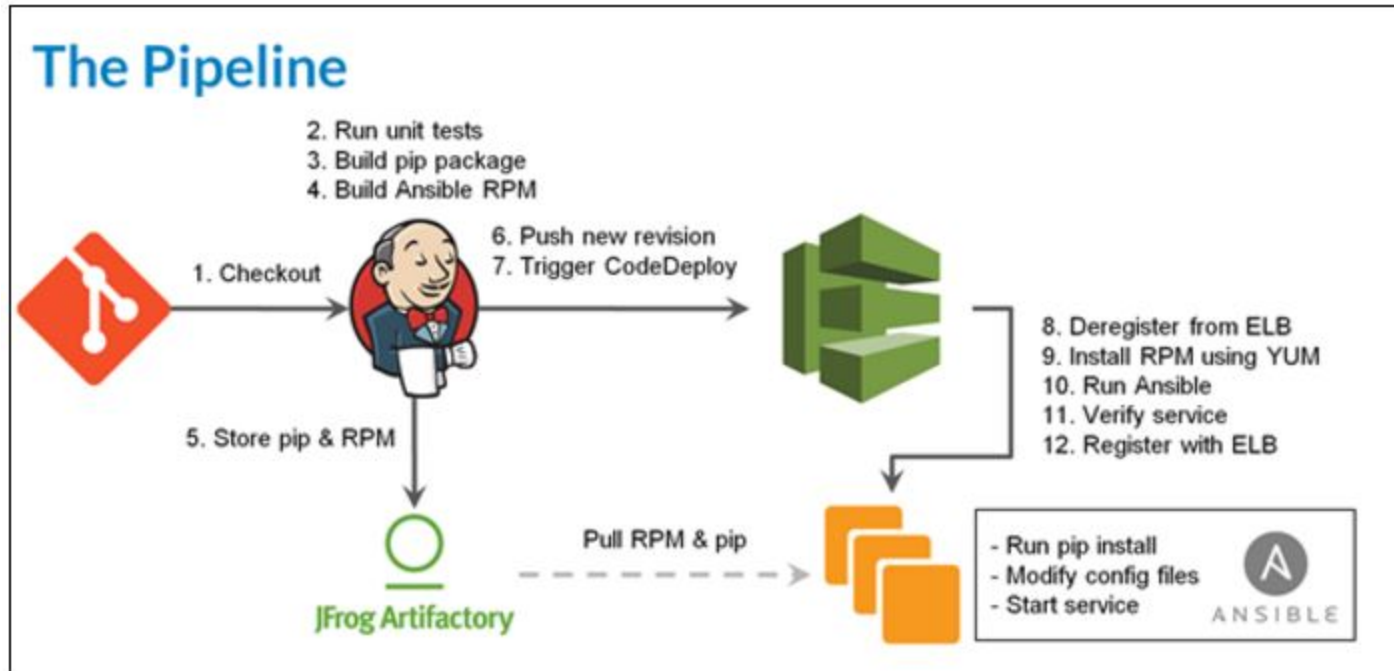 The Pipeline
2. Run unit tests
3. Build pip package
4. Build Ansible RPM
1. Checkout
6. Push new revision
7. Trigger CodeDeploy
8. Deregister from ELB
9. Install RPM using YUM
10. Run Ansible
11. Verify service
12. Register with ELB
5. Store pip & RPM
JFrog Artifactory
Pull RPM & pip
- Run pip install
- Modify config files
- Start service
A
ANSIBLE